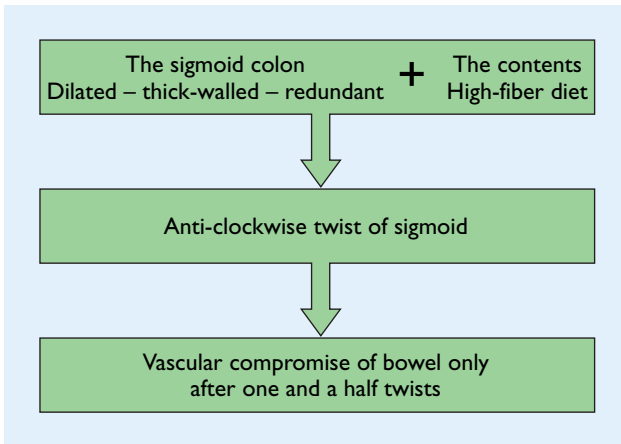 The sigmoid colon
Dilated – thick-walled – redundant
+
The contents
High-fiber diet
Anti-clockwise twist of sigmoid
Vascular compromise of bowel only
after one and a half twists